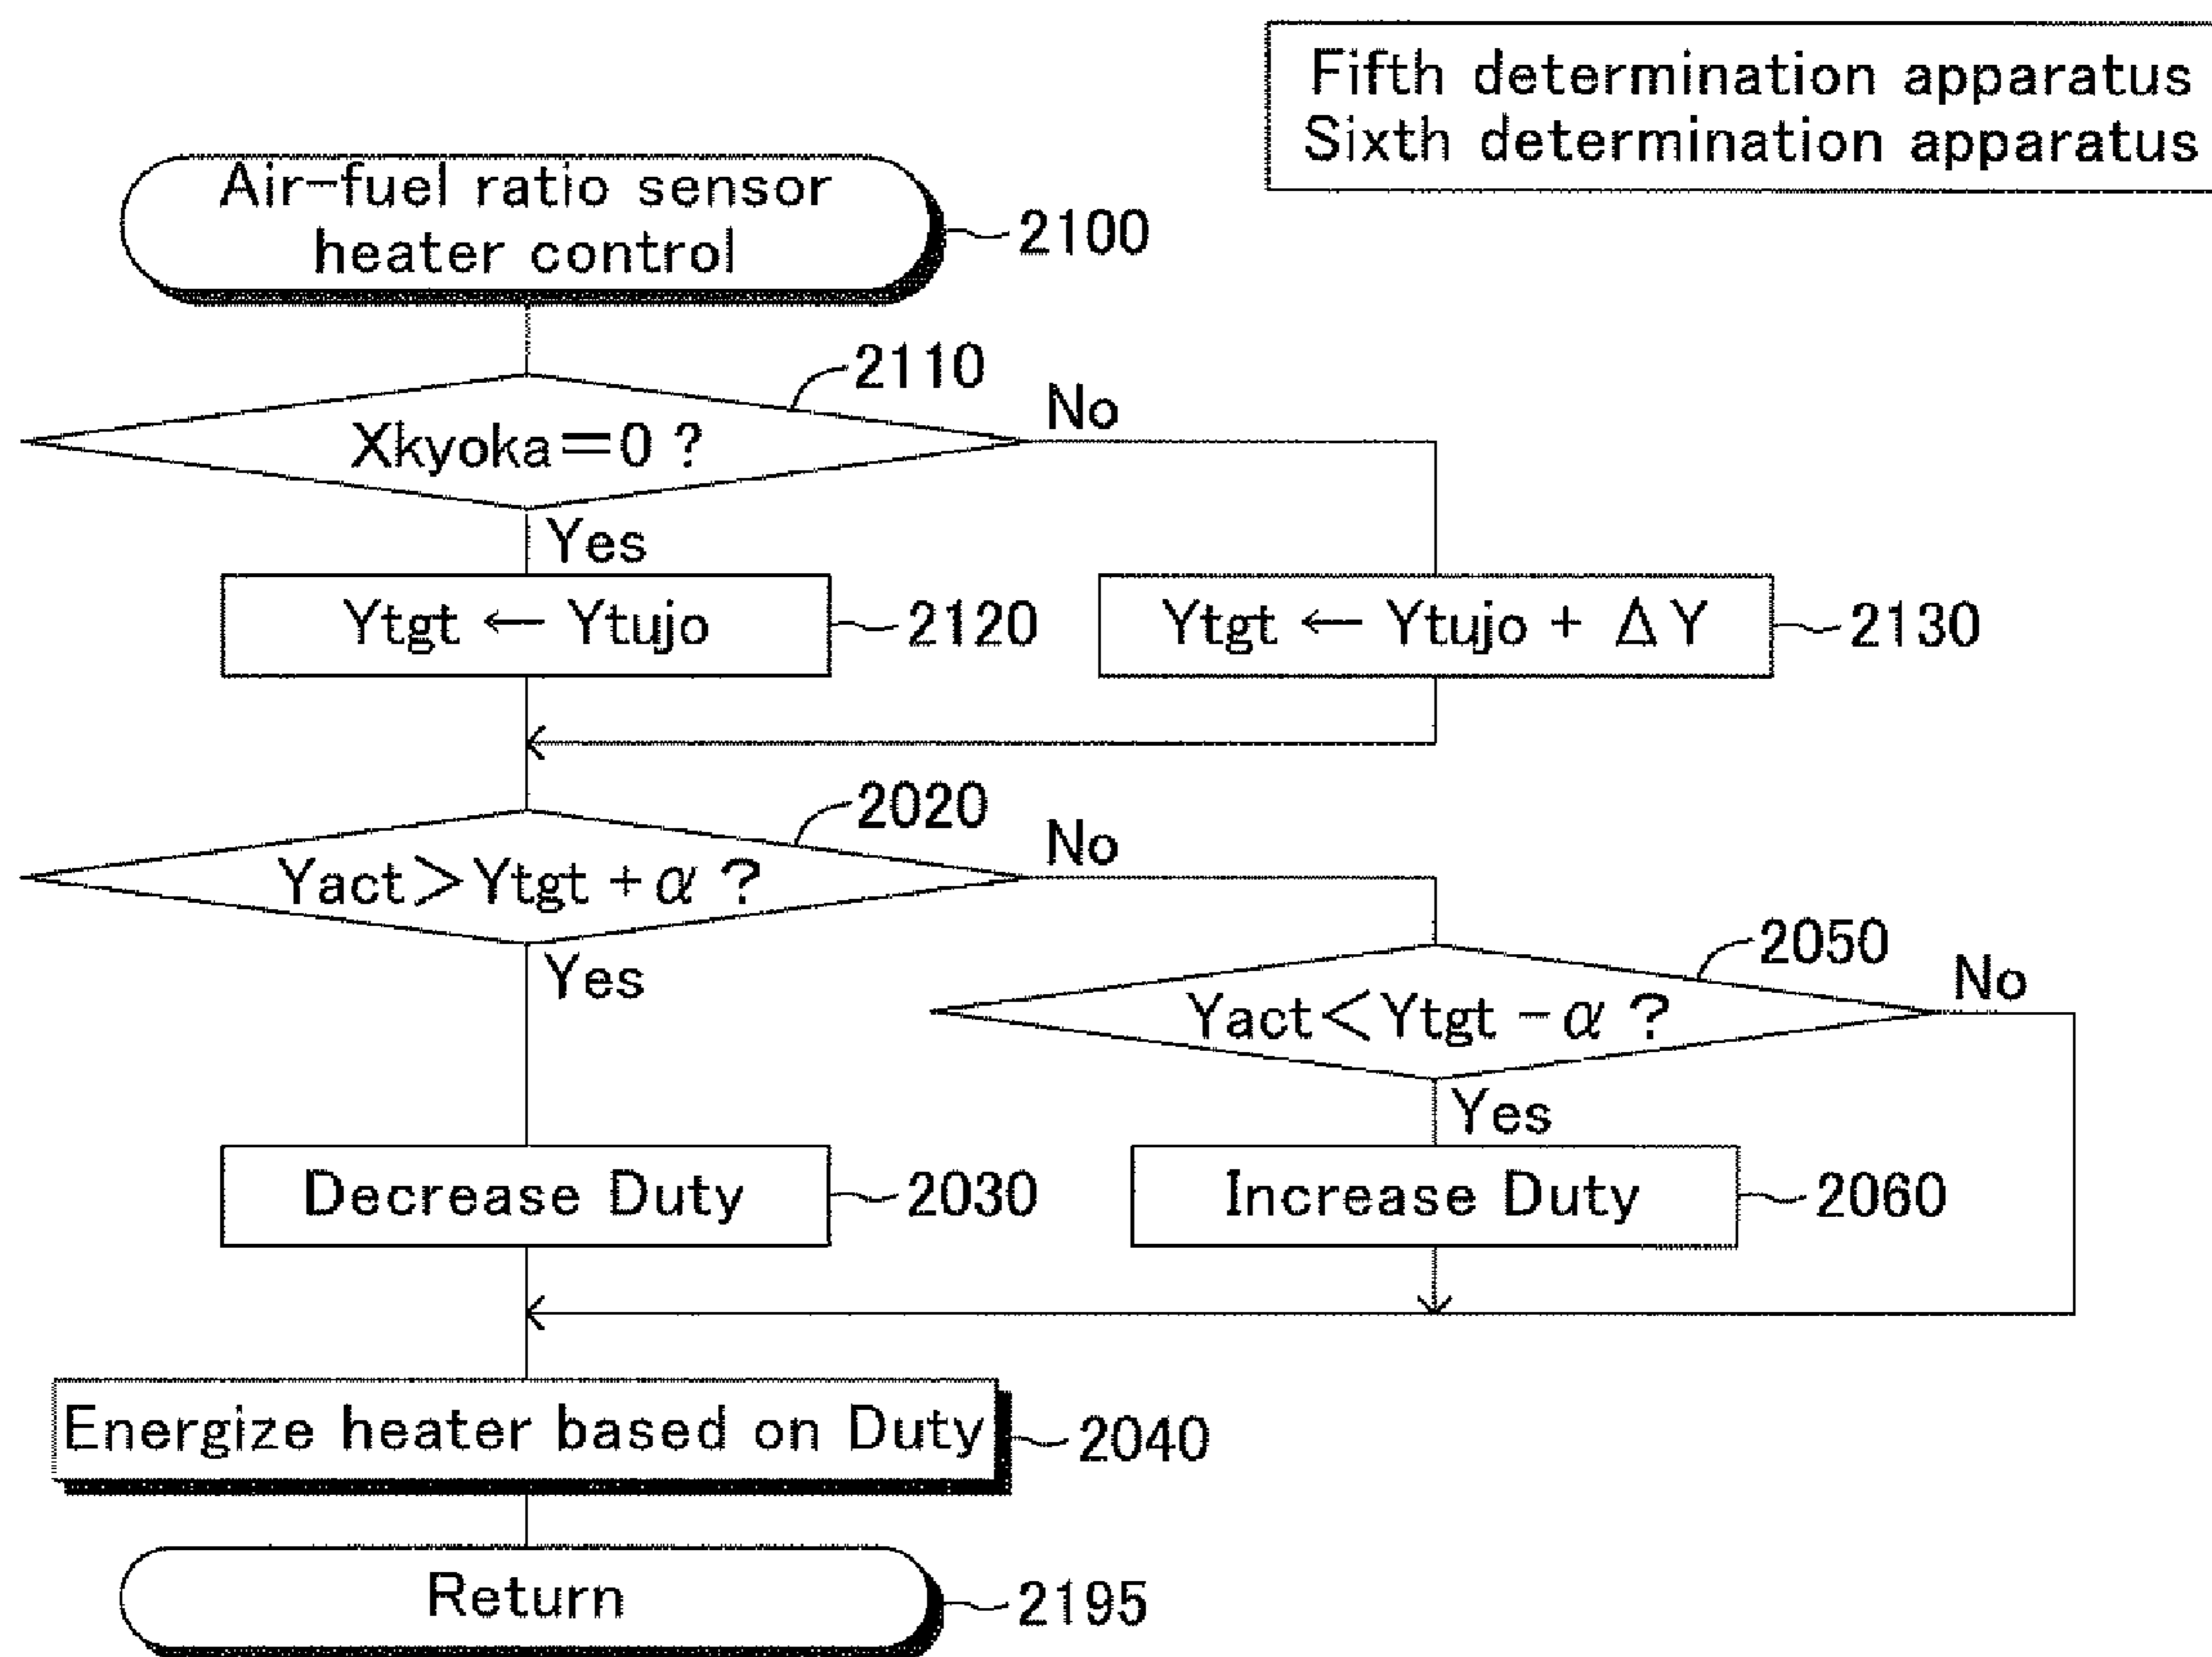 Fifth determination apparatus
Sixth determination apparatus
Air-fuel ratio sensor
heater control
2100
2110
Xkyoka=0 ?
No
Yes
Ytgt ← Ytujo
2120
Ytgt ← Ytujo + ΔY
2130
2020
Yact>Ytgt+α ?
No
Yes
2050
Yact<Ytgt-α ?
No
Yes
Decrease Duty
2030
Increase Duty
2060
Energize heater based on Duty
2040
Return
2195